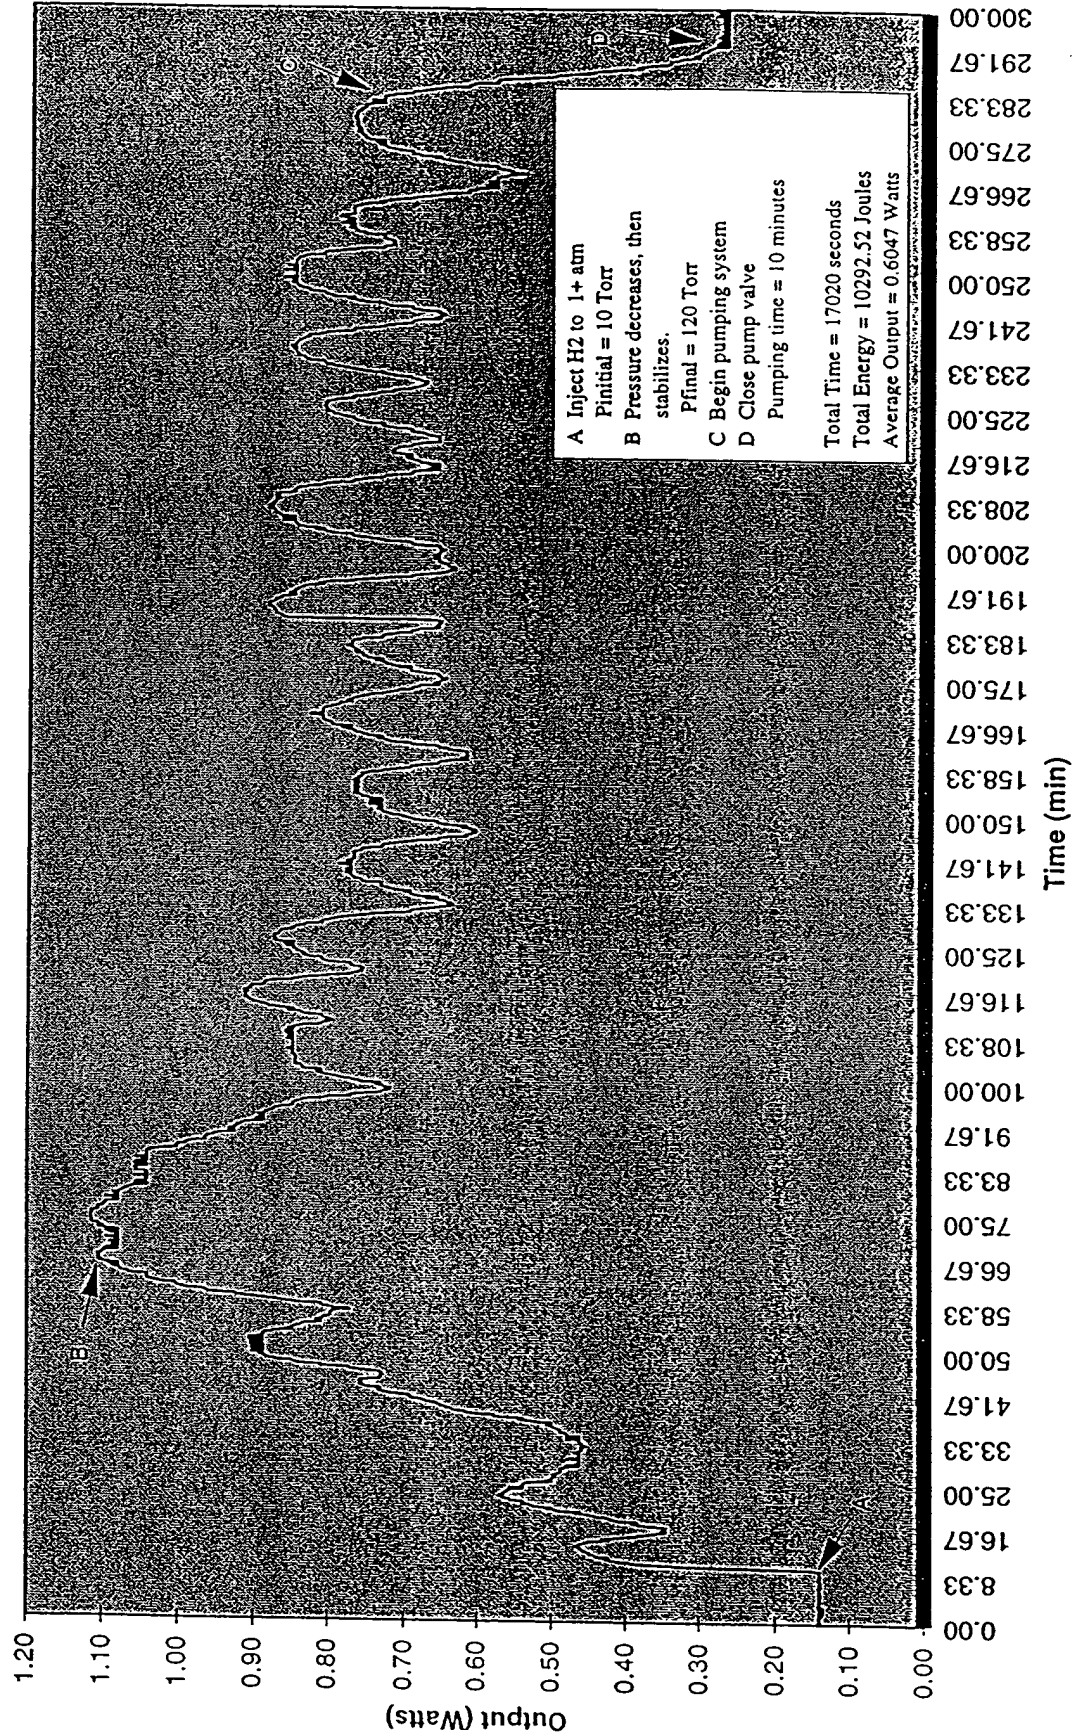 1.20
1.10
1.00
0.90
0.80
0.70
0.60
0.50
0.40
0.30
0.20
0.10
0.00
Output (Watts)
B
A
C
D
A Inject H2 to 1+ atm
Pinitial = 10 Torr
B Pressure decreases, then
stabilizes.
Pfinal = 120 Torr
C Begin pumping system
D Close pump valve
Pumping time = 10 minutes
Total Time = 17020 seconds
Total Energy = 10292.52 Joules
Average Output = 0.6047 Watts
0.00
8.33
16.67
25.00
33.33
41.67
50.00
58.33
66.67
75.00
83.33
91.67
100.00
108.33
116.67
125.00
133.33
141.67
150.00
158.33
166.67
175.00
183.33
191.67
200.00
208.33
216.67
225.00
233.33
241.67
250.00
258.33
266.67
275.00
283.33
291.67
300.00
Time (min)